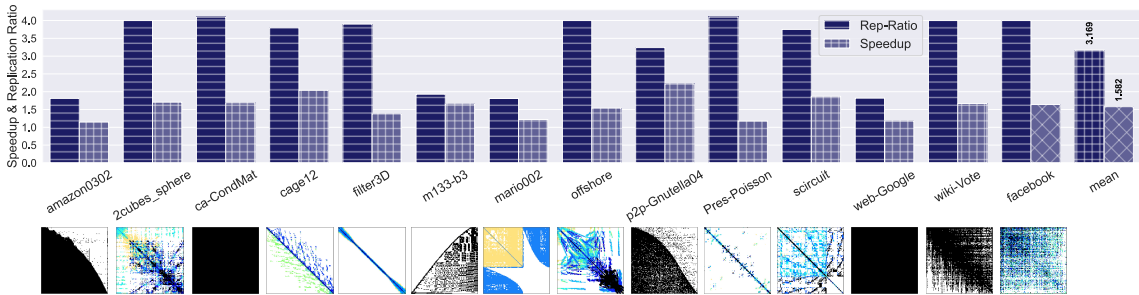 Speedup & Replication Ratio
4.0
3.5
3.0
2.5
2.0
1.5
1.0
0.5
0.0
Rep-Ratio
Speedup
3.169
1.582
amazon0302
2cubes_sphere
ca-CondMat
cage12
filter3D
m133-b3
mario002
offshore
p2p-Gnutella04
Pres-Poisson
scircuit
web-Google
wiki-Vote
facebook
mean